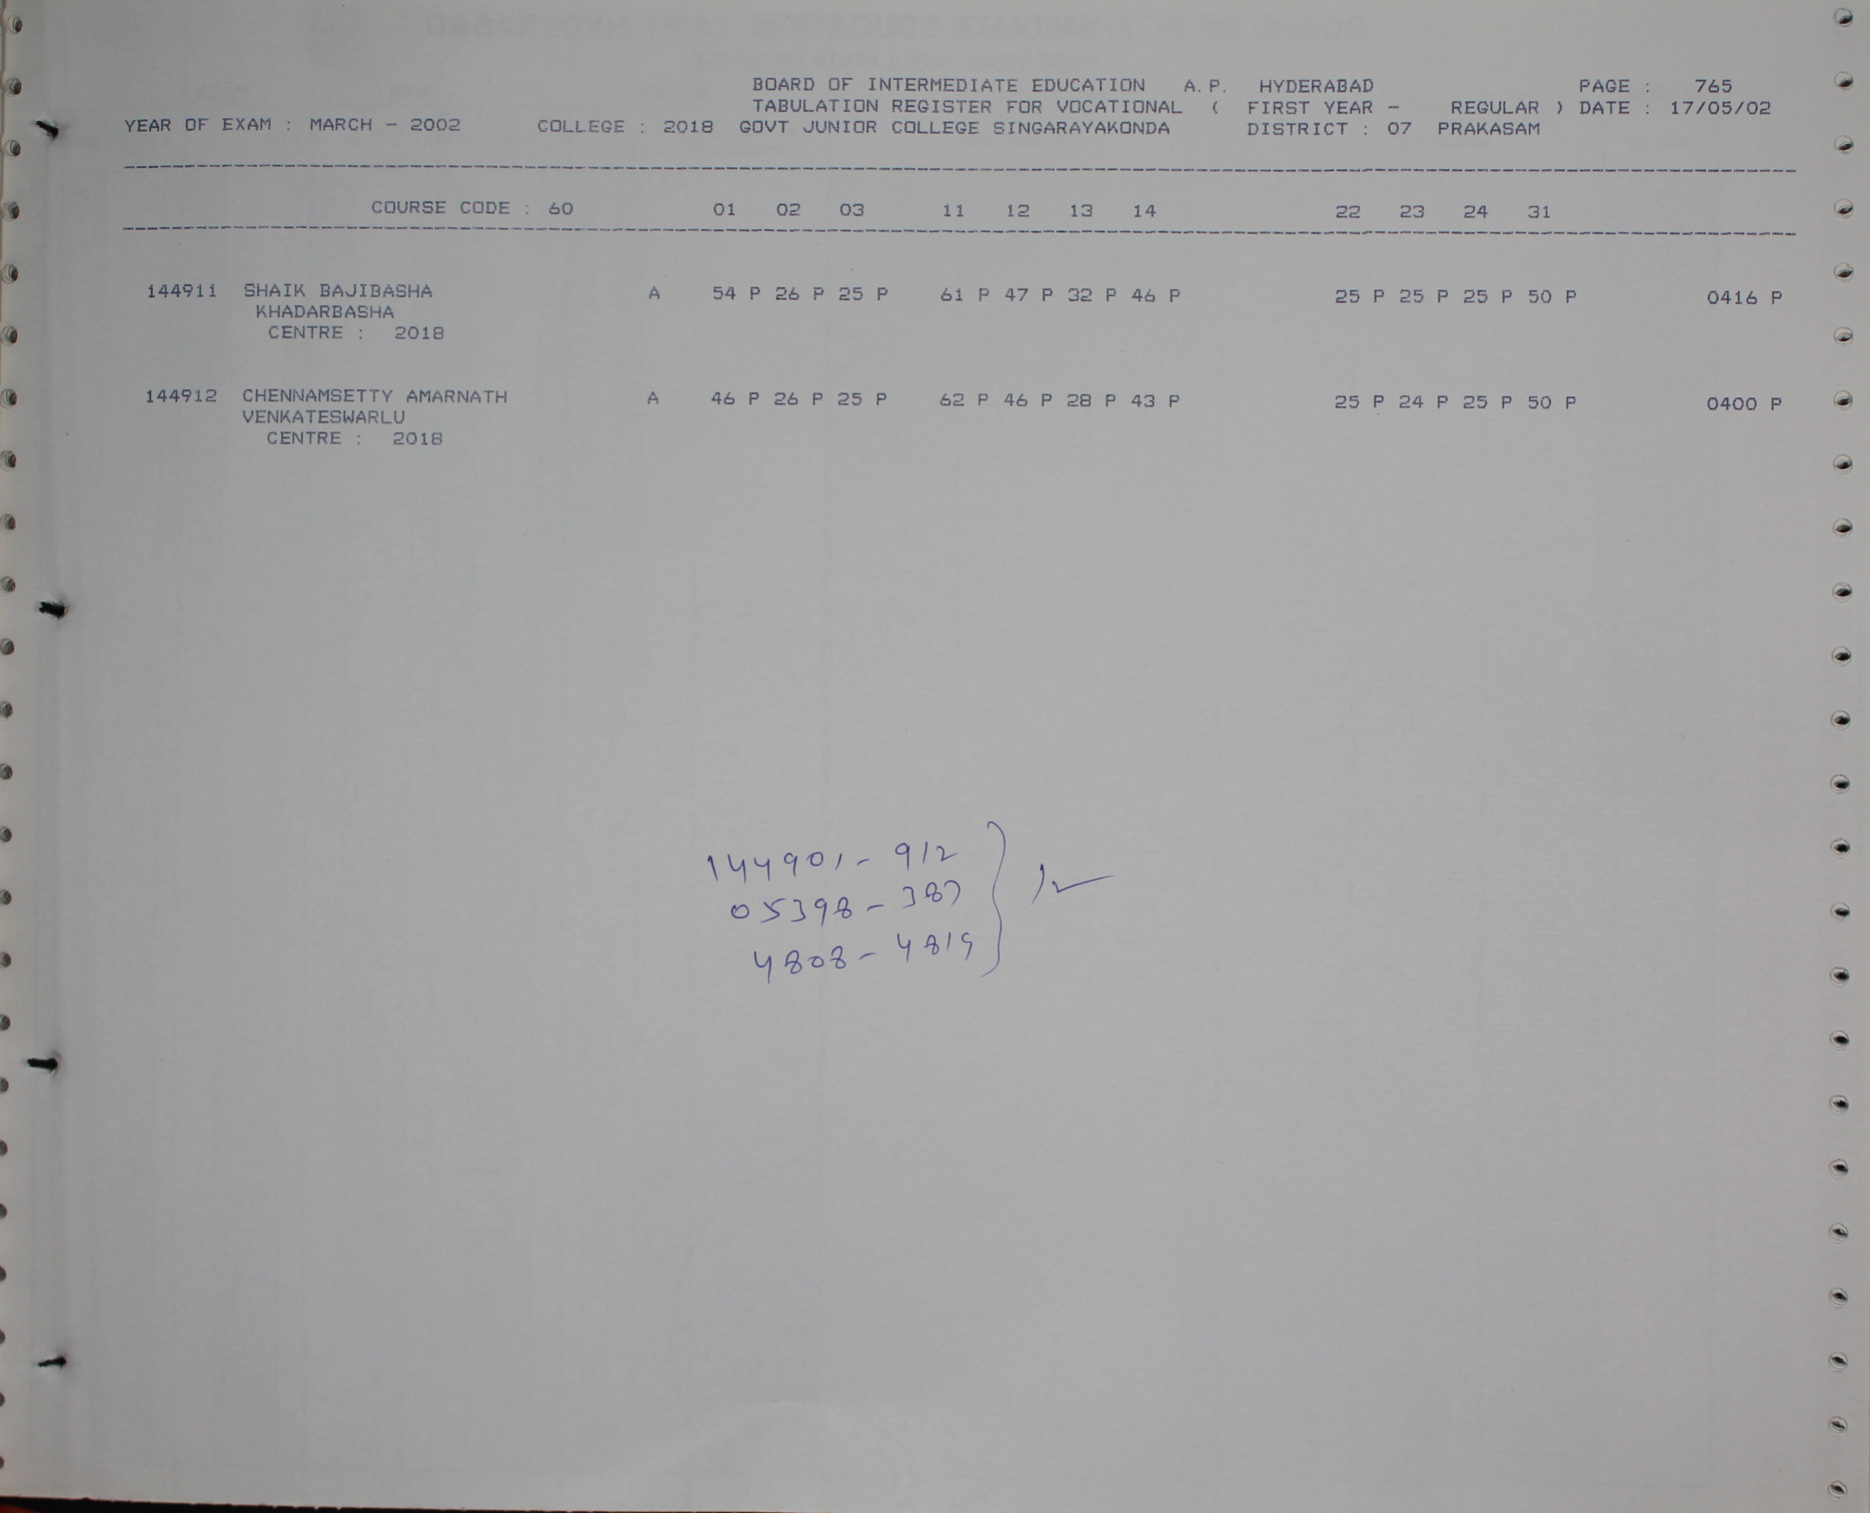 BOARD OF INTERMEDIATE EDUCATION A.P. HYDERABAD PAGE : 765
TABULATION REGISTER FOR VOCATIONAL ( FIRST YEAR - REGULAR ) DATE : 17/05/02
YEAR OF EXAM : MARCH - 2002 COLLEGE : 2018 GOVT JUNIOR COLLEGE SINGARAYAKONDA DISTRICT : 07 PRAKASAM
COURSE CODE : 60 01 02 03 11 12 13 14 22 23 24 31
144911 SHAIK BAJIBASHA A 54 P 26 P 25 P 61 P 47 P 32 P 46 P 25 P 25 P 25 P 50 P 0416 P
KHADARBASHA
CENTRE : 2018
144912 CHENNAMSETTY AMARNATH A 46 P 26 P 25 P 62 P 46 P 28 P 43 P 25 P 24 P 25 P 50 P 0400 P
VENKATESWARLU
CENTRE : 2018
144901 - 912
05398 - 387
4808 - 4819